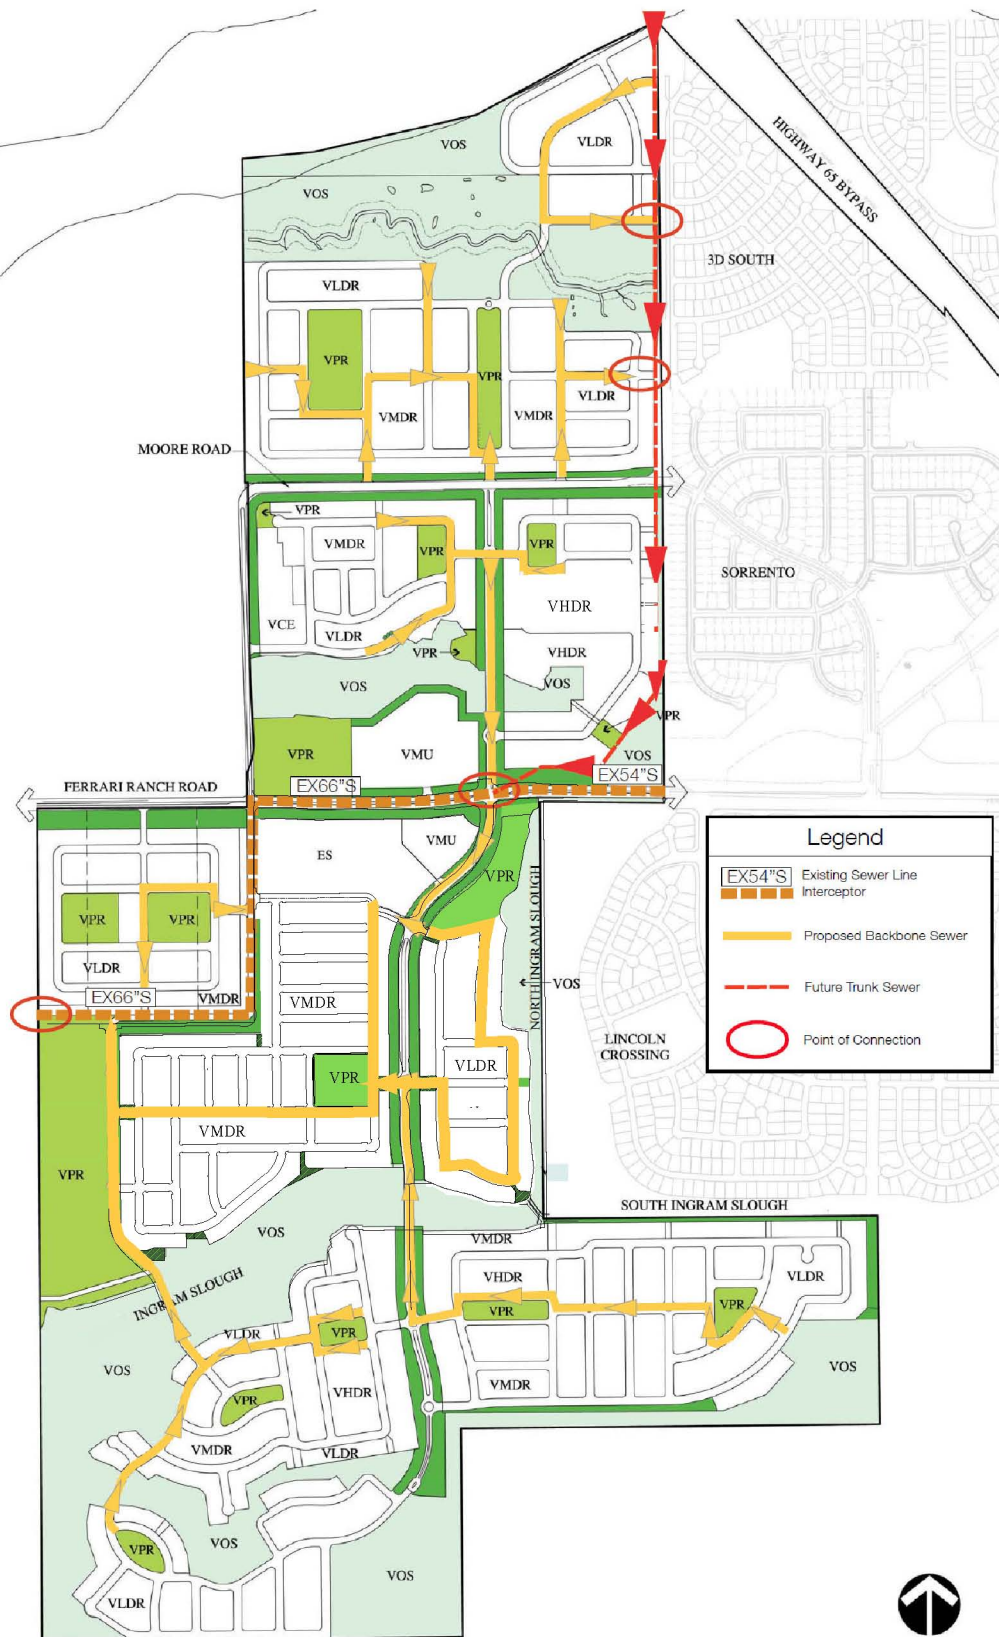 VOS
VLDR
HIGHWAY 65 BYPASS
VOS
3D SOUTH
VLDR
VPR
VPR
VLDR
VMDR
VMDR
MOORE ROAD
VPR
VMDR
VPR
VPR
SORRENTO
VCE
VLDR
VHDR
VPR
VHDR
VOS
VOS
VPR
VPR
VMU
VOS
EX54"S
FERRARI RANCH ROAD
EX66"S
ES
VMU
VPR
NORTH INGRAM SLOUGH
Legend
EX54"S
Existing Sewer Line
Interceptor
Proposed Backbone Sewer
Future Trunk Sewer
Point of Connection
VPR
VPR
VLDR
VMDR
EX66"S
VMDR
VOS
LINCOLN
CROSSING
VLDR
VPR
VMDR
VPR
SOUTH INGRAM SLOUGH
VOS
VMDR
VHDR
VLDR
INGRAM SLOUGH
VPR
VPR
VLDR
VPR
VOS
VOS
VHDR
VMDR
VPR
VMDR
VLDR
VOS
VPR
VOS
VLDR